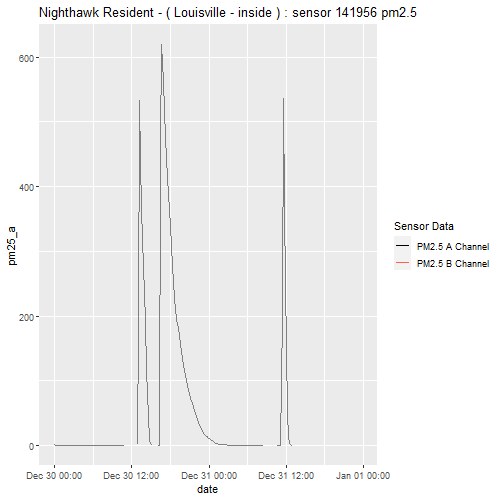 Nighthawk Resident - ( Louisville - inside ) : sensor 141956 pm2.5
600
400
200
0
pm25_a
Dec 30 00:00
Dec 30 12:00
Dec 31 00:00
Dec 31 12:00
Jan 01 00:00
date
Sensor Data
PM2.5 A Channel
PM2.5 B Channel